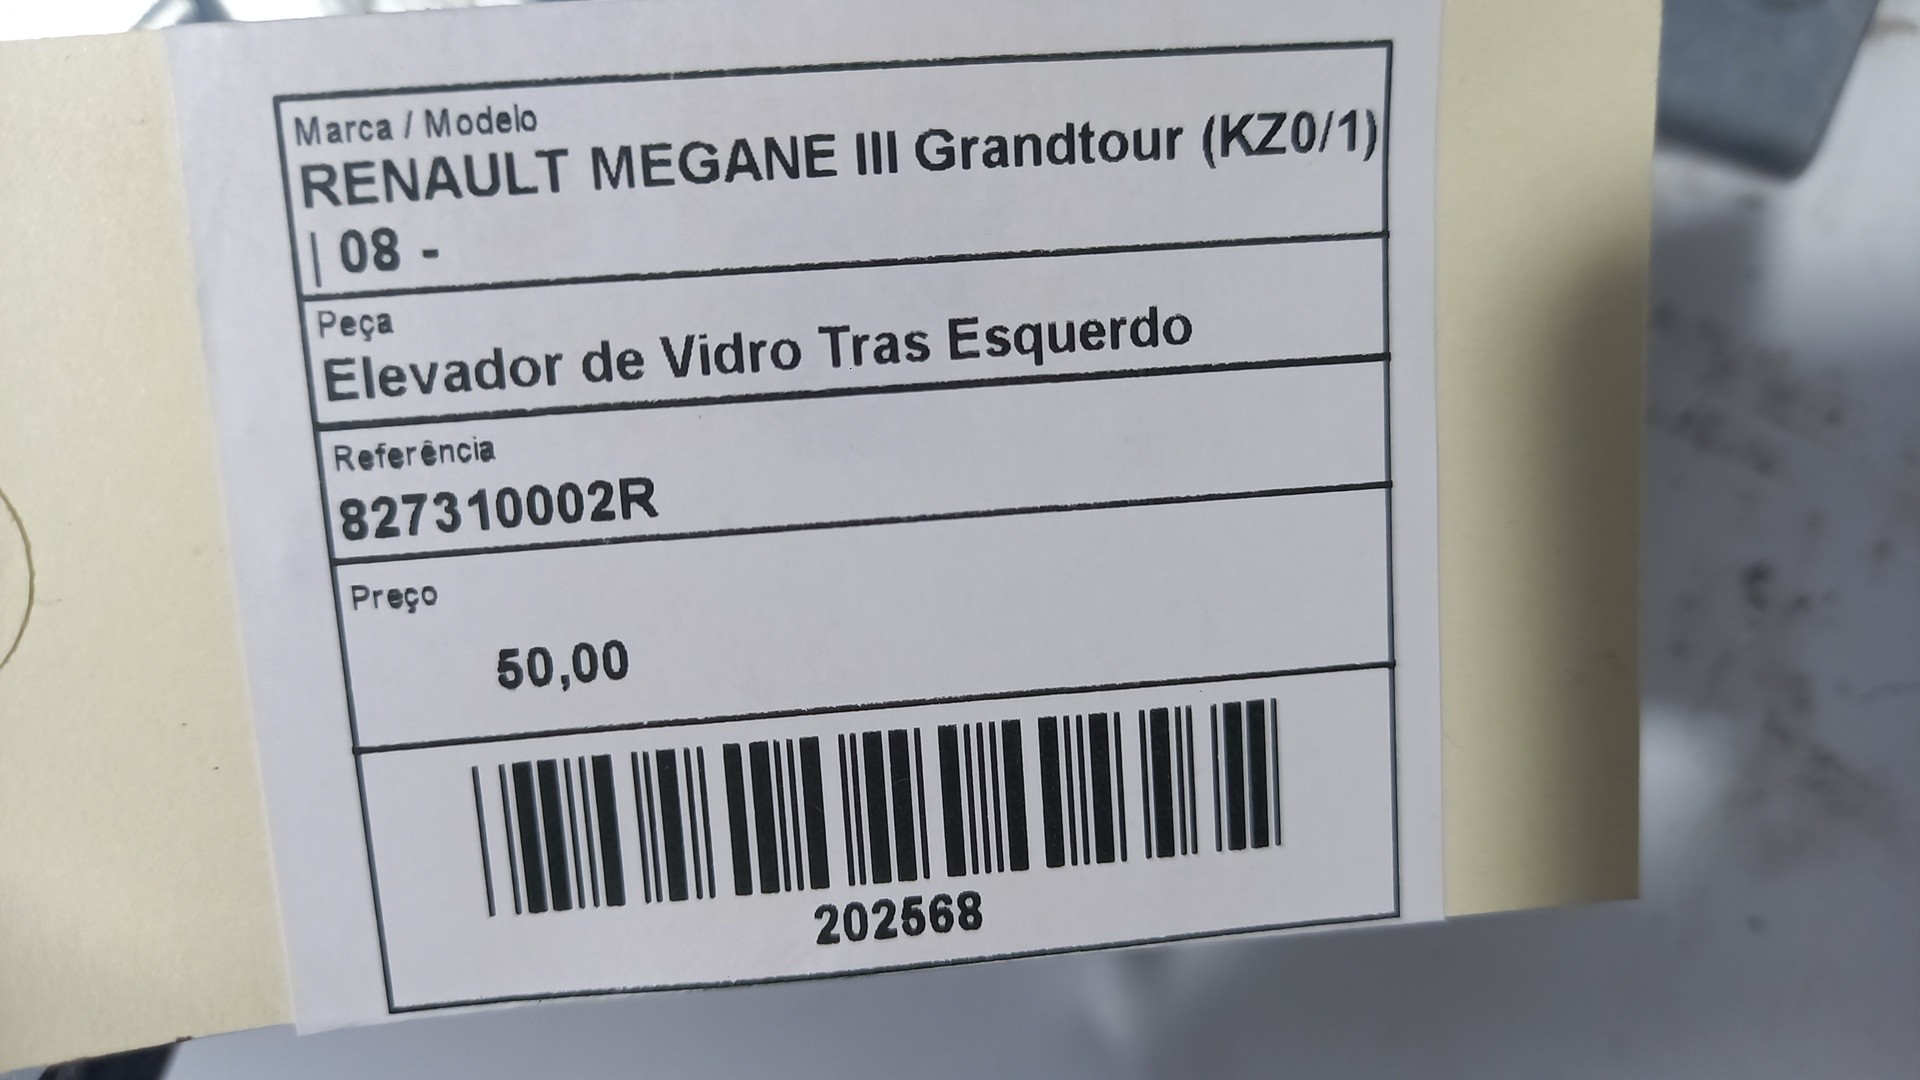 Marca / Modelo
RENAULT MEGANE III Grandtour (KZ0/1)
| 08 -
Peça
Elevador de Vidro Tras Esquerdo
Referência
827310002R
Preço
50,00
202568